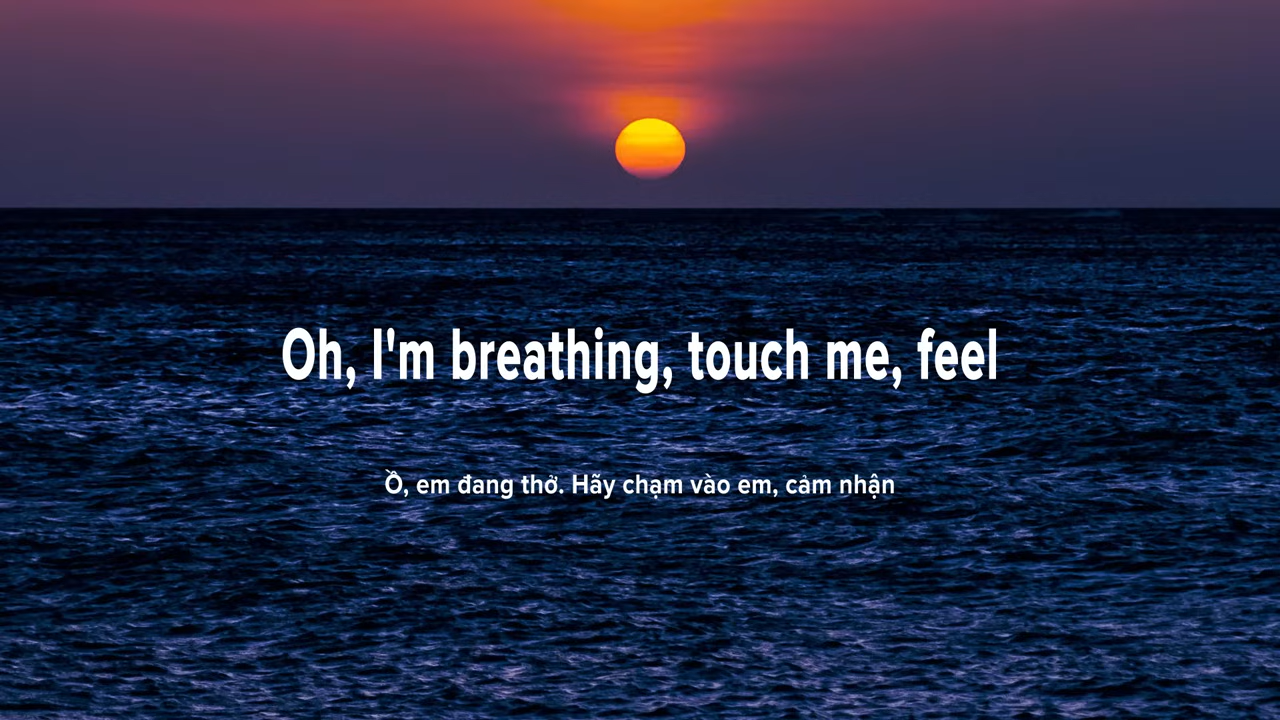 Oh, I'm breathing, touch me, feel
Ồ, em đang thở. Hãy chạm vào em, cảm nhận